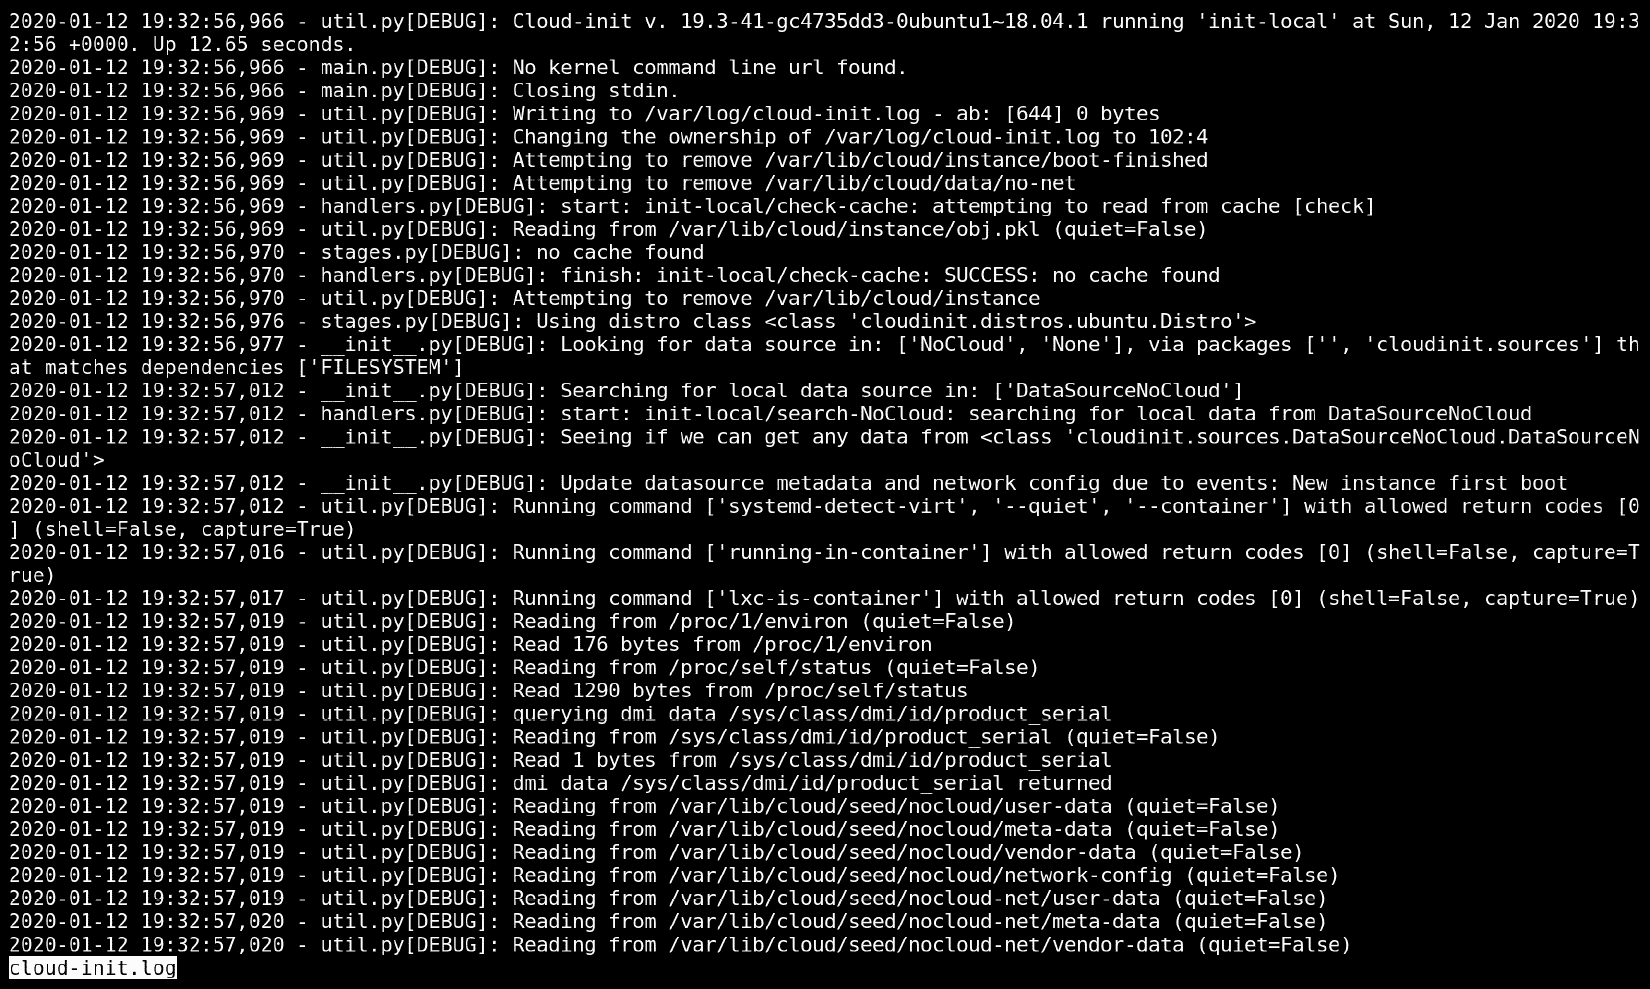 2020-01-12 19:32:56,966 - util.py[DEBUG]: Cloud-init v. 19.3-41-gc4735dd3-0ubuntu1~18.04.1 running 'init-local' at Sun, 12 Jan 2020 19:3
2:56 +0000. Up 12.65 seconds.
2020-01-12 19:32:56,966 - main.py[DEBUG]: No kernel command line url found.
2020-01-12 19:32:56,966 - main.py[DEBUG]: Closing stdin.
2020-01-12 19:32:56,969 - util.py[DEBUG]: Writing to /var/log/cloud-init.log - ab: [644] 0 bytes
2020-01-12 19:32:56,969 - util.py[DEBUG]: Changing the ownership of /var/log/cloud-init.log to 102:4
2020-01-12 19:32:56,969 - util.py[DEBUG]: Attempting to remove /var/lib/cloud/instance/boot-finished
2020-01-12 19:32:56,969 - util.py[DEBUG]: Attempting to remove /var/lib/cloud/data/no-net
2020-01-12 19:32:56,969 - handlers.py[DEBUG]: start: init-local/check-cache: attempting to read from cache [check]
2020-01-12 19:32:56,969 - util.py[DEBUG]: Reading from /var/lib/cloud/instance/obj.pkl (quiet=False)
2020-01-12 19:32:56,970 - stages.py[DEBUG]: no cache found
2020-01-12 19:32:56,970 - handlers.py[DEBUG]: finish: init-local/check-cache: SUCCESS: no cache found
2020-01-12 19:32:56,970 - util.py[DEBUG]: Attempting to remove /var/lib/cloud/instance
2020-01-12 19:32:56,976 - stages.py[DEBUG]: Using distro class <class 'cloudinit.distros.ubuntu.Distro'>
2020-01-12 19:32:56,977 - __init__.py[DEBUG]: Looking for data source in: ['NoCloud', 'None'], via packages ['', 'cloudinit.sources'] th
at matches dependencies ['FILESYSTEM']
2020-01-12 19:32:57,012 - __init__.py[DEBUG]: Searching for local data source in: ['DataSourceNoCloud']
2020-01-12 19:32:57,012 - handlers.py[DEBUG]: start: init-local/search-NoCloud: searching for local data from DataSourceNoCloud
2020-01-12 19:32:57,012 - __init__.py[DEBUG]: Seeing if we can get any data from <class 'cloudinit.sources.DataSourceNoCloud.DataSourceN
oCloud'>
2020-01-12 19:32:57,012 - __init__.py[DEBUG]: Update datasource metadata and network config due to events: New instance first boot
2020-01-12 19:32:57,012 - util.py[DEBUG]: Running command ['systemd-detect-virt', '--quiet', '--container'] with allowed return codes [0
] (shell=False, capture=True)
2020-01-12 19:32:57,016 - util.py[DEBUG]: Running command ['running-in-container'] with allowed return codes [0] (shell=False, capture=T
rue)
2020-01-12 19:32:57,017 - util.py[DEBUG]: Running command ['lxc-is-container'] with allowed return codes [0] (shell=False, capture=True)
2020-01-12 19:32:57,019 - util.py[DEBUG]: Reading from /proc/1/environ (quiet=False)
2020-01-12 19:32:57,019 - util.py[DEBUG]: Read 176 bytes from /proc/1/environ
2020-01-12 19:32:57,019 - util.py[DEBUG]: Reading from /proc/self/status (quiet=False)
2020-01-12 19:32:57,019 - util.py[DEBUG]: Read 1290 bytes from /proc/self/status
2020-01-12 19:32:57,019 - util.py[DEBUG]: querying dmi data /sys/class/dmi/id/product_serial
2020-01-12 19:32:57,019 - util.py[DEBUG]: Reading from /sys/class/dmi/id/product_serial (quiet=False)
2020-01-12 19:32:57,019 - util.py[DEBUG]: Read 1 bytes from /sys/class/dmi/id/product_serial
2020-01-12 19:32:57,019 - util.py[DEBUG]: dmi data /sys/class/dmi/id/product_serial returned
2020-01-12 19:32:57,019 - util.py[DEBUG]: Reading from /var/lib/cloud/seed/nocloud/user-data (quiet=False)
2020-01-12 19:32:57,019 - util.py[DEBUG]: Reading from /var/lib/cloud/seed/nocloud/meta-data (quiet=False)
2020-01-12 19:32:57,019 - util.py[DEBUG]: Reading from /var/lib/cloud/seed/nocloud/vendor-data (quiet=False)
2020-01-12 19:32:57,019 - util.py[DEBUG]: Reading from /var/lib/cloud/seed/nocloud/network-config (quiet=False)
2020-01-12 19:32:57,019 - util.py[DEBUG]: Reading from /var/lib/cloud/seed/nocloud-net/user-data (quiet=False)
2020-01-12 19:32:57,020 - util.py[DEBUG]: Reading from /var/lib/cloud/seed/nocloud-net/meta-data (quiet=False)
2020-01-12 19:32:57,020 - util.py[DEBUG]: Reading from /var/lib/cloud/seed/nocloud-net/vendor-data (quiet=False)
cloud-init.log